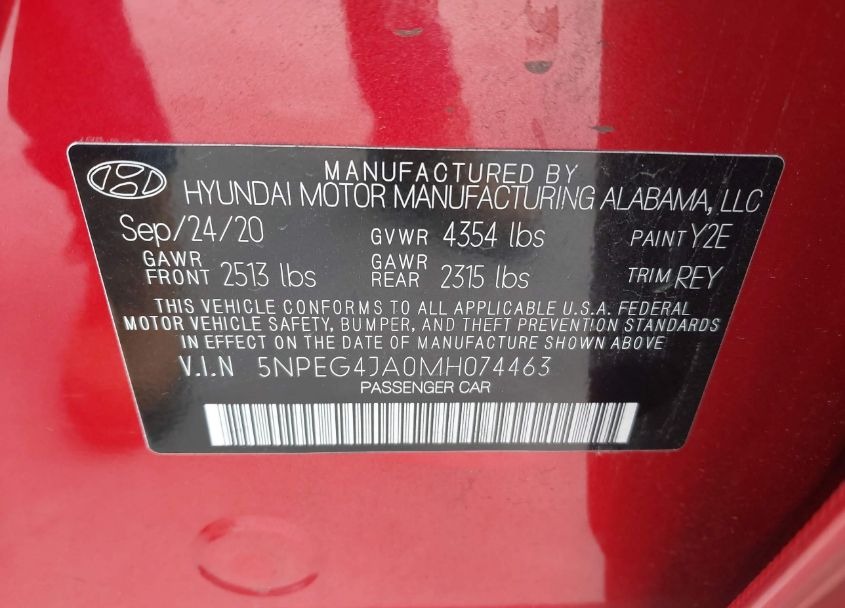 MANUFACTURED BY
HYUNDAI MOTOR MANUFACTURING ALABAMA, LLC
Sep/24/20 GVWR 4354 lbs PAINT Y2E
GAWR FRONT 2513 lbs GAWR REAR 2315 lbs TRIM REY
THIS VEHICLE CONFORMS TO ALL APPLICABLE U.S.A. FEDERAL
MOTOR VEHICLE SAFETY, BUMPER, AND THEFT PREVENTION STANDARDS
IN EFFECT ON THE DATE OF MANUFACTURE SHOWN ABOVE
V.I.N 5NPEG4JA0MH074463
PASSENGER CAR